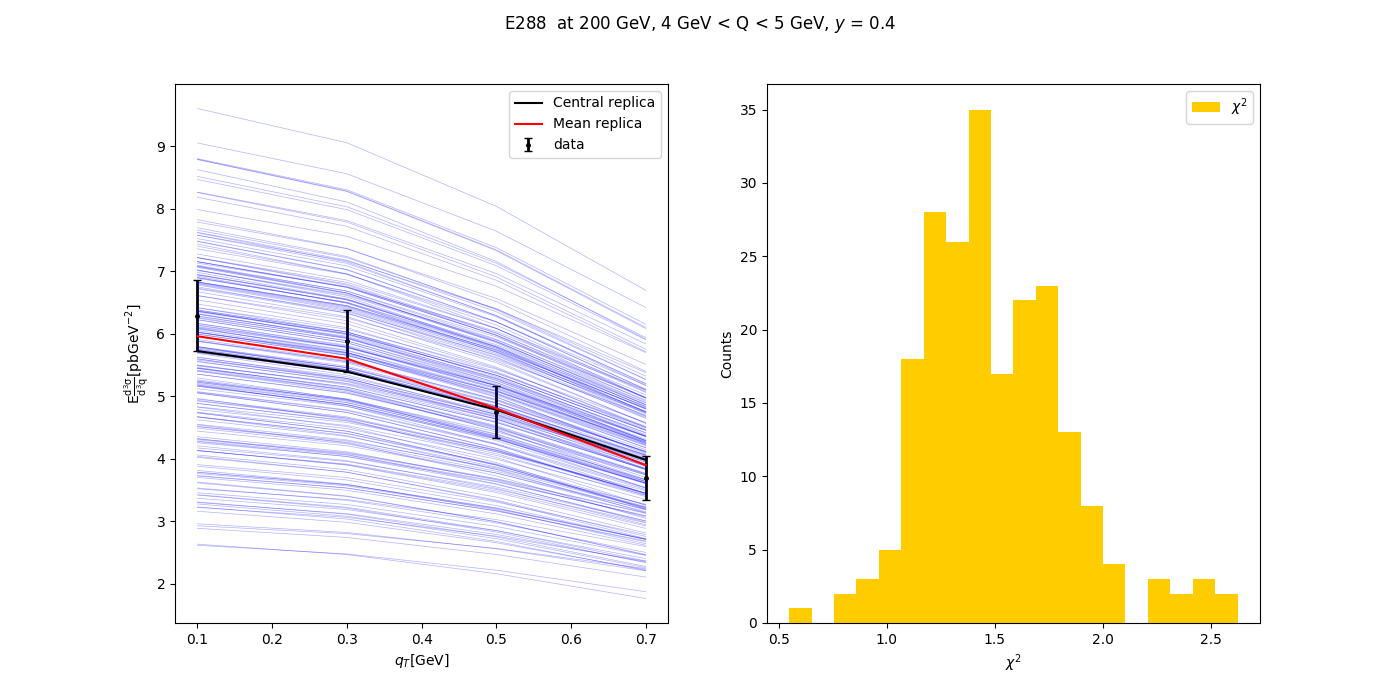 E288 at 200 GeV, 4 GeV < Q < 5 GeV, y = 0.4
Central replica
Mean replica
data
9
8
7
6
5
4
3
2
E d³σ/d³q [pbGeV⁻²]
0.1 0.2 0.3 0.4 0.5 0.6 0.7
q_T[GeV]
χ²
35
30
25
20
15
10
5
0
Counts
0.5 1.0 1.5 2.0 2.5
χ²